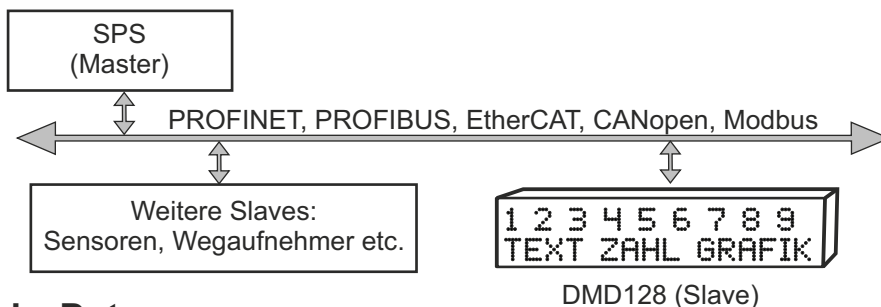 SPS
(Master)
PROFINET, PROFIBUS, EtherCAT, CANopen, Modbus
Weitere Slaves:
Sensoren, Wegaufnehmer etc.
1 2 3 4 5 6 7 8 9
TEXT ZAHL GRAFIK
DMD128 (Slave)